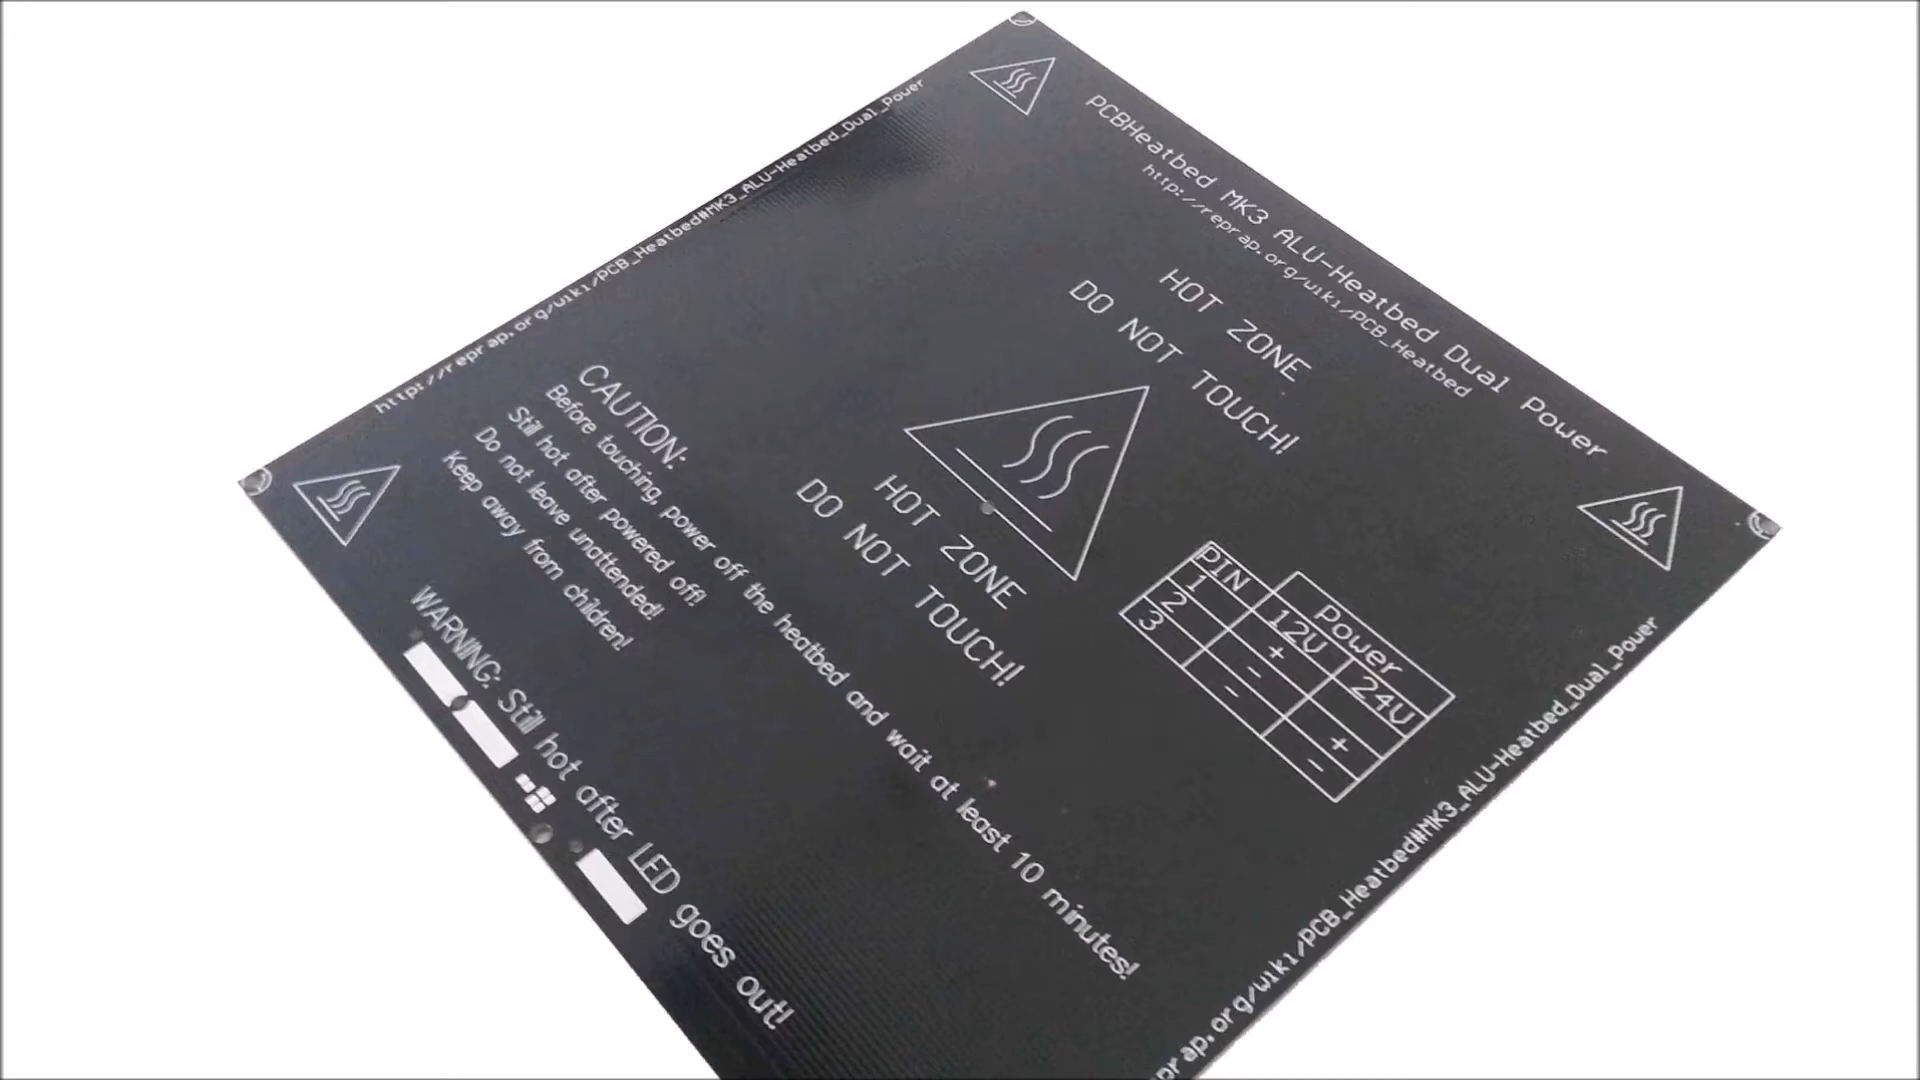 PCBHeatbed MK3 ALU-Heatbed Dual Power
http://reprap.org/wiki/PCB_Heatbed
http://reprap.org/wiki/PCB_Heatbed#MK3_ALU-Heatbed_Dual_Power
HOT ZONE
DO NOT TOUCH!
HOT ZONE
DO NOT TOUCH!
CAUTION:
Before touching, power off the heatbed and wait at least 10 minutes!
Still hot after powered off!
Do not leave unattended!
Keep away from children!
WARNING: Still hot after LED goes out!
Power
PIN 12V 24V
1 +
2 - +
3 - -
prap.org/wiki/PCB_Heatbed#MK3_ALU-Heatbed_Dual_Power